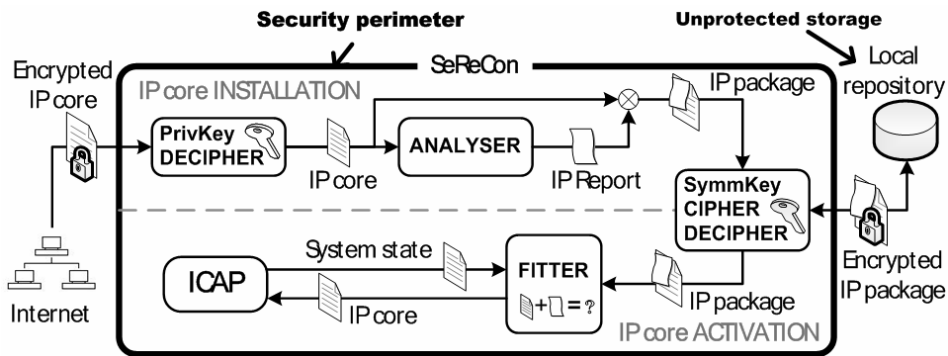 Security perimeter
Unprotected storage
Encrypted
IP core
SeReCon
Local
repository
IP core INSTALLATION
IP package
PrivKey
DECIPHER
ANALYSER
IP core
IP Report
SymmKey
CIPHER
DECIPHER
System state
ICAP
FITTER
+ = ?
IP core
IP package
Encrypted
IP package
Internet
IP core ACTIVATION